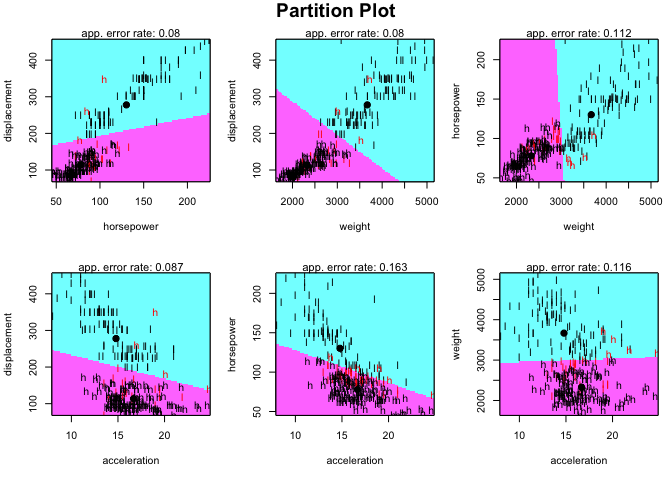 Partition Plot
app. error rate: 0.08
displacement
100 200 300 400
50 100 150 200
horsepower
app. error rate: 0.08
displacement
100 200 300 400
2000 3000 4000 5000
weight
app. error rate: 0.112
horsepower
50 100 150 200
2000 3000 4000 5000
weight
app. error rate: 0.087
displacement
100 200 300 400
10 15 20
acceleration
app. error rate: 0.163
horsepower
50 100 150 200
10 15 20
acceleration
app. error rate: 0.116
weight
2000 3000 4000 5000
10 15 20
acceleration